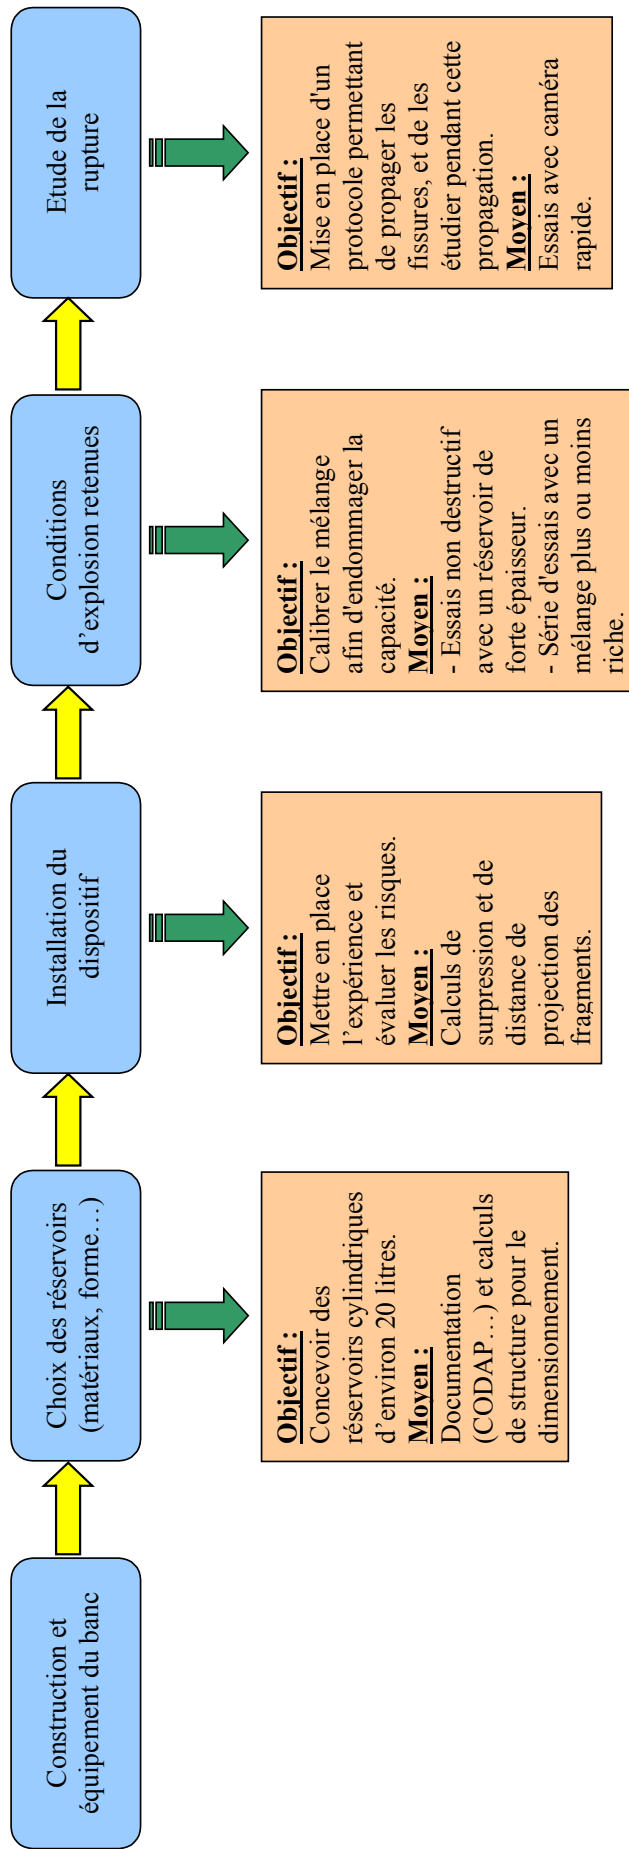 Construction et
équipement du banc
Choix des réservoirs
(matériaux, forme…)
Installation du
dispositif
Conditions
d’explosion retenues
Etude de la
rupture
Objectif :
Concevoir des
réservoirs cylindriques
d’environ 20 litres.
Moyen :
Documentation
(CODAP…) et calculs
de structure pour le
dimensionnement.
Objectif :
Mettre en place
l’expérience et
évaluer les risques.
Moyen :
Calculs de
surpression et de
distance de
projection des
fragments.
Objectif :
Calibrer le mélange
afin d'endommager la
capacité.
Moyen :
- Essais non destructif
avec un réservoir de
forte épaisseur.
- Série d'essais avec un
mélange plus ou moins
riche.
Objectif :
Mise en place d'un
protocole permettant
de propager les
fissures, et de les
étudier pendant cette
propagation.
Moyen :
Essais avec caméra
rapide.